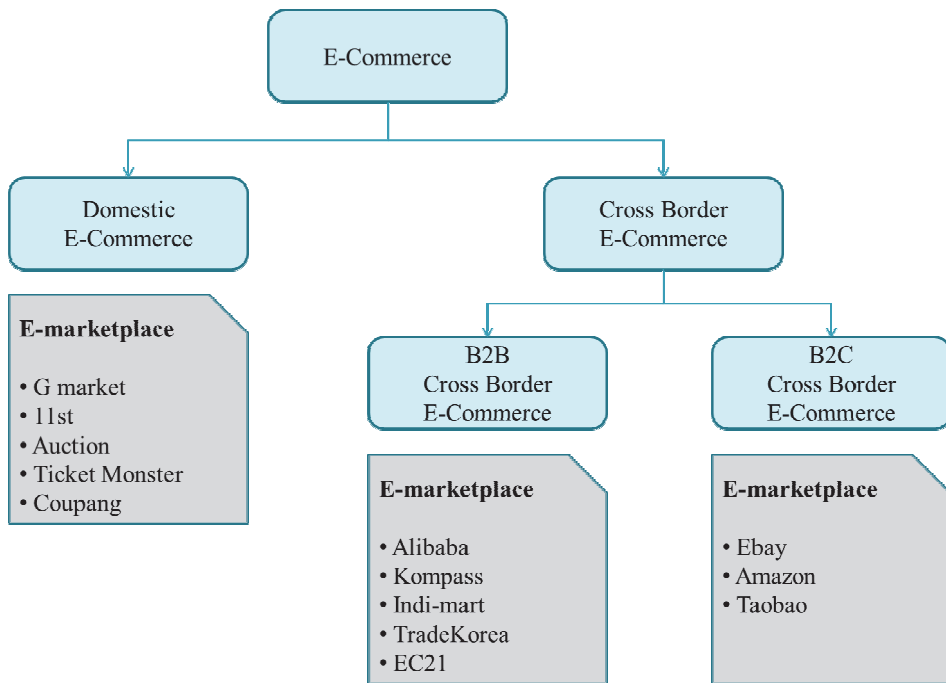 E-Commerce
Domestic
E-Commerce
Cross Border
E-Commerce
E-marketplace
• G market
• 11st
• Auction
• Ticket Monster
• Coupang
B2B
Cross Border
E-Commerce
B2C
Cross Border
E-Commerce
E-marketplace
• Alibaba
• Kompass
• Indi-mart
• TradeKorea
• EC21
E-marketplace
• Ebay
• Amazon
• Taobao